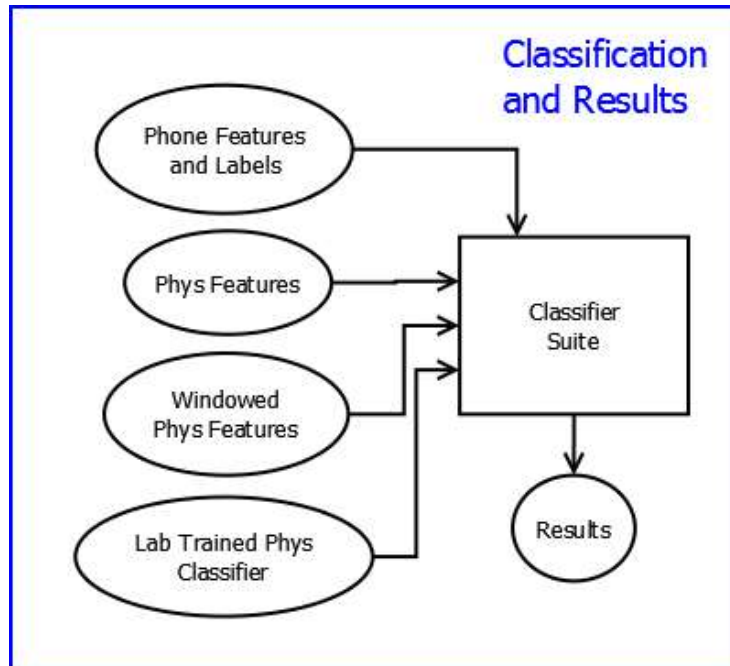 Classification
and Results
Phone Features
and Labels
Phys Features
Windowed
Phys Features
Lab Trained Phys
Classifier
Classifier
Suite
Results